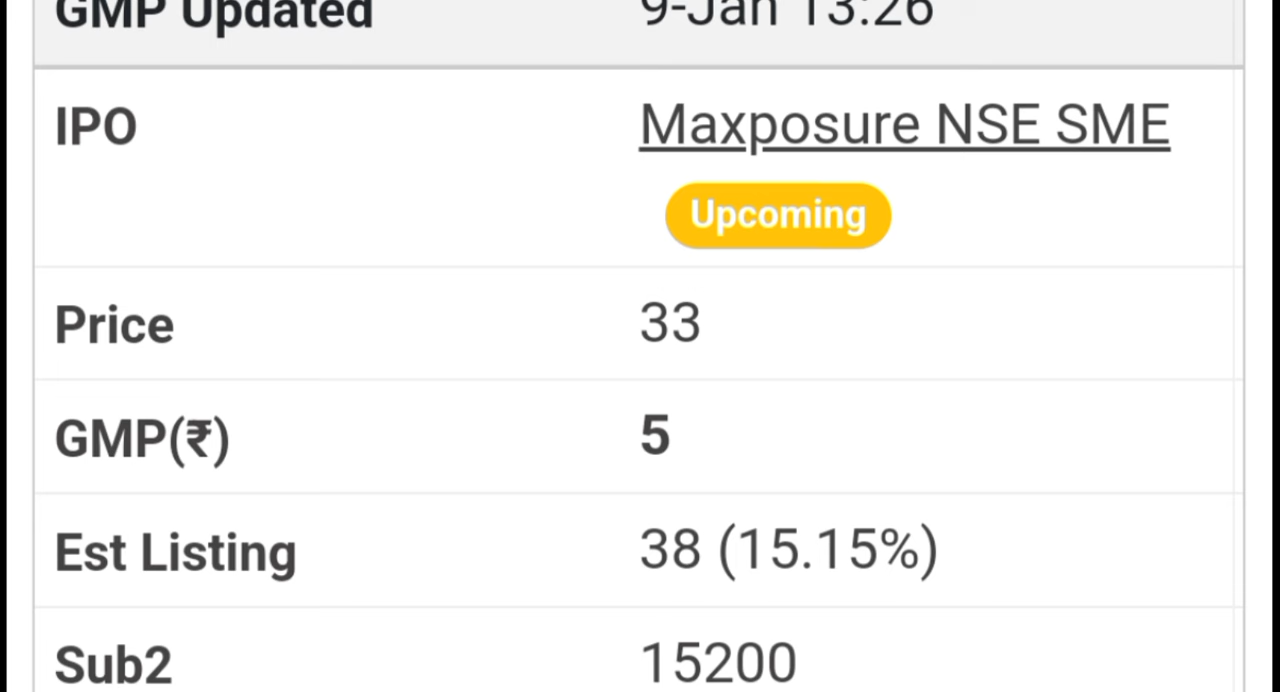 GMP Updated 9-Jan 13:26
IPO Maxposure NSE SME
Upcoming
Price 33
GMP(₹) 5
Est Listing 38 (15.15%)
Sub2 15200